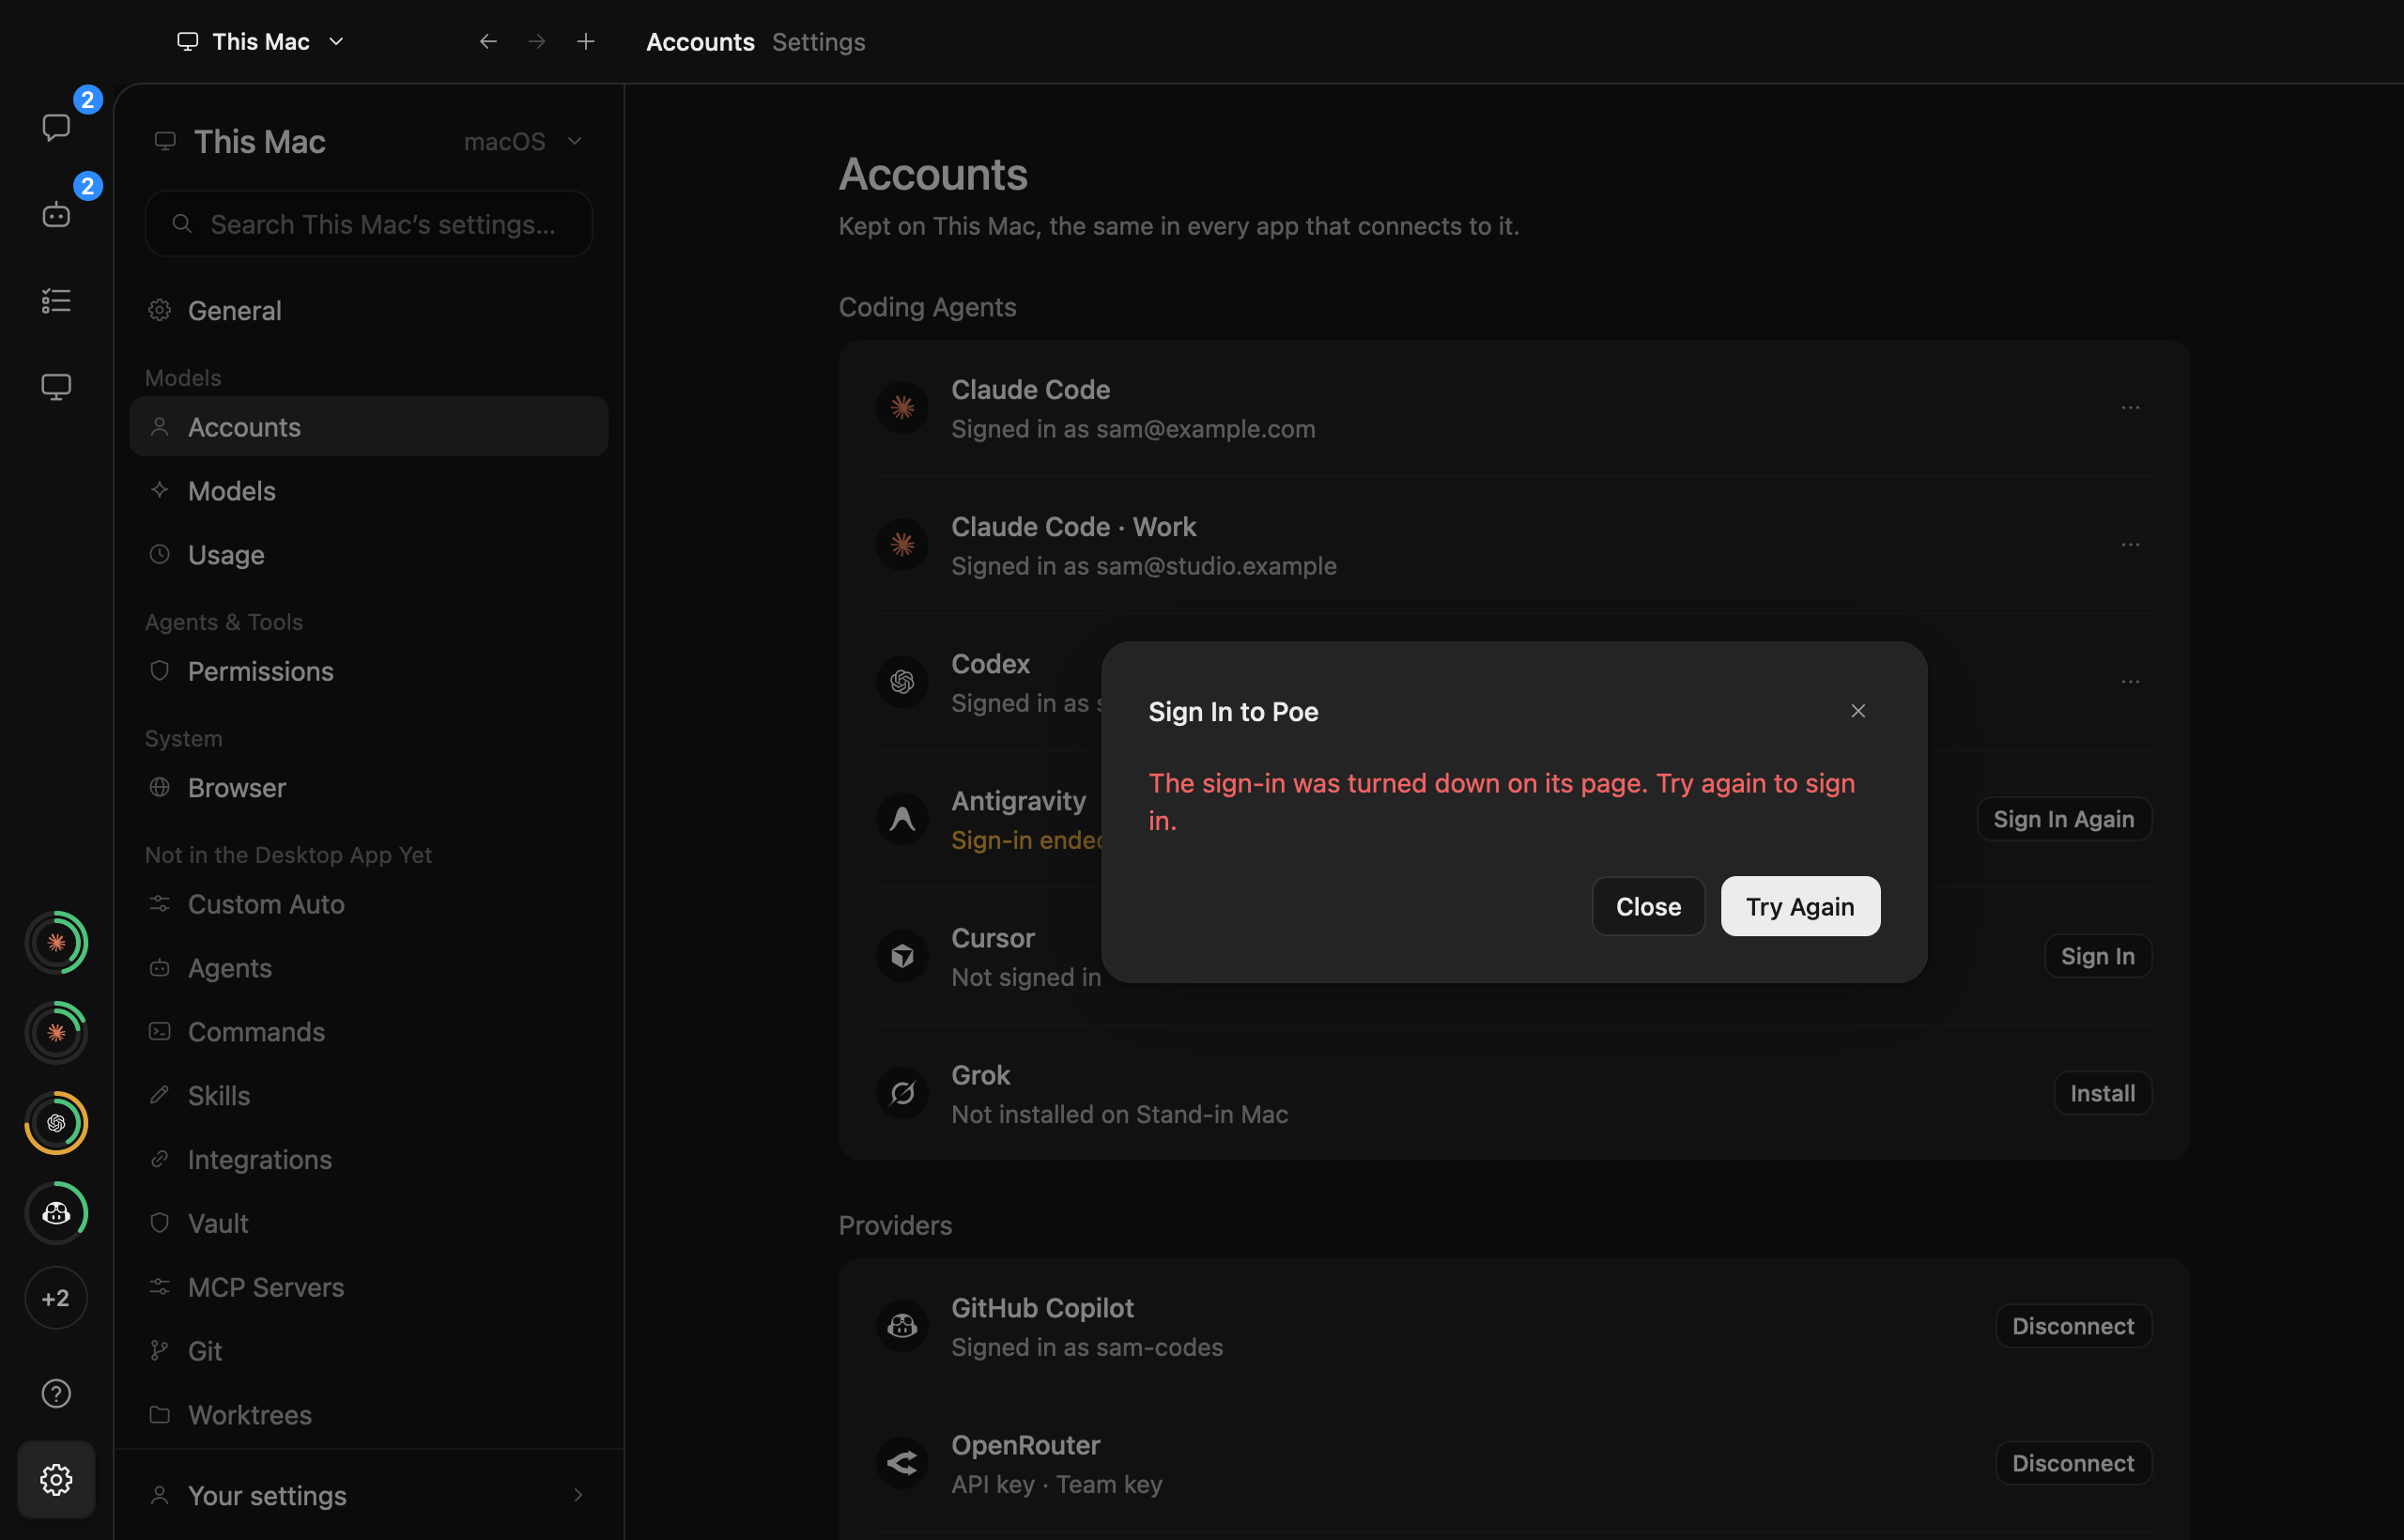 This Mac
Accounts Settings
2
2
This Mac macOS
Search This Mac's settings...
General
Models
Accounts
Models
Usage
Agents & Tools
Permissions
System
Browser
Not in the Desktop App Yet
Custom Auto
Agents
Commands
Skills
Integrations
Vault
MCP Servers
Git
Worktrees
Your settings
+2
Accounts
Kept on This Mac, the same in every app that connects to it.
Coding Agents
Claude Code
Signed in as sam@example.com
Claude Code · Work
Signed in as sam@studio.example
Codex
Signed in as
Antigravity
Sign-in ended
Sign In Again
Cursor
Not signed in
Sign In
Grok
Not installed on Stand-in Mac
Install
Sign In to Poe
The sign-in was turned down on its page. Try again to sign
in.
Close
Try Again
Providers
GitHub Copilot
Signed in as sam-codes
Disconnect
OpenRouter
API key · Team key
Disconnect